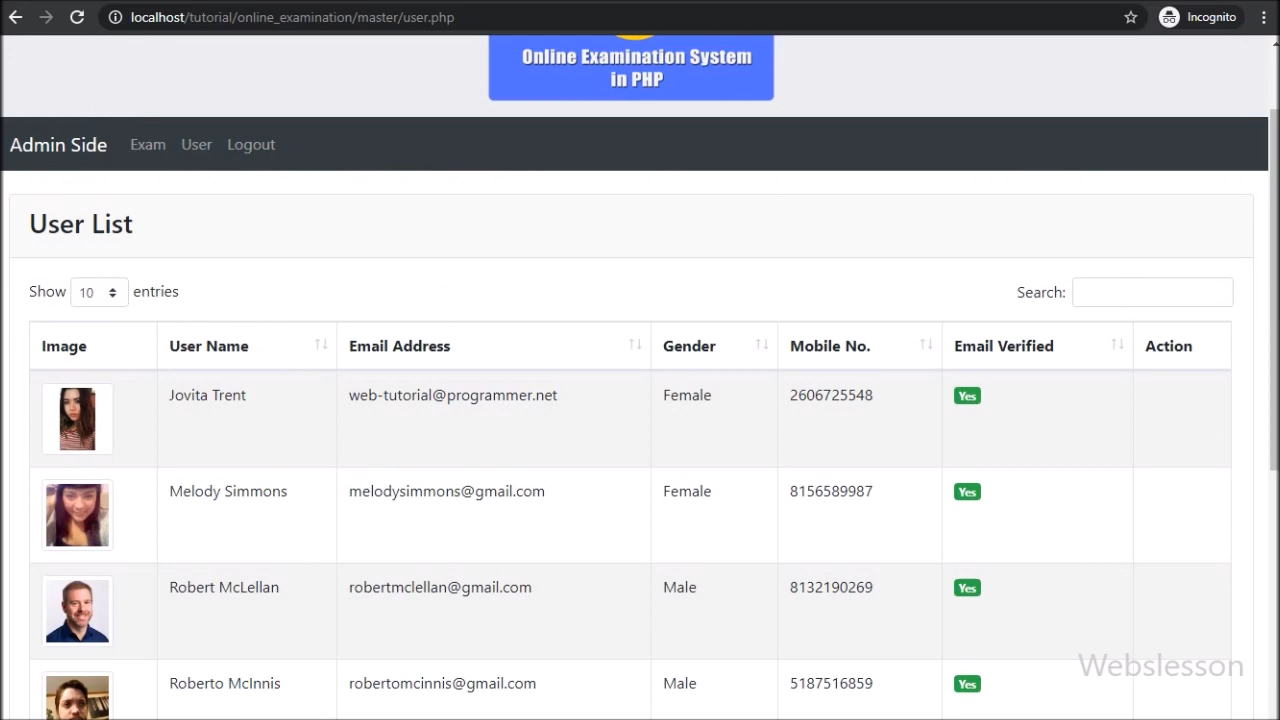 localhost/tutorial/online_examination/master/user.php
Incognito
Online Examination System
in PHP
Admin Side Exam User Logout
User List
Show 10 entries Search:
Image User Name Email Address Gender Mobile No. Email Verified Action
Jovita Trent web-tutorial@programmer.net Female 2606725548 Yes
Melody Simmons melodysimmons@gmail.com Female 8156589987 Yes
Robert McLellan robertmclellan@gmail.com Male 8132190269 Yes
Webslesson
Roberto McInnis robertomcinnis@gmail.com Male 5187516859 Yes